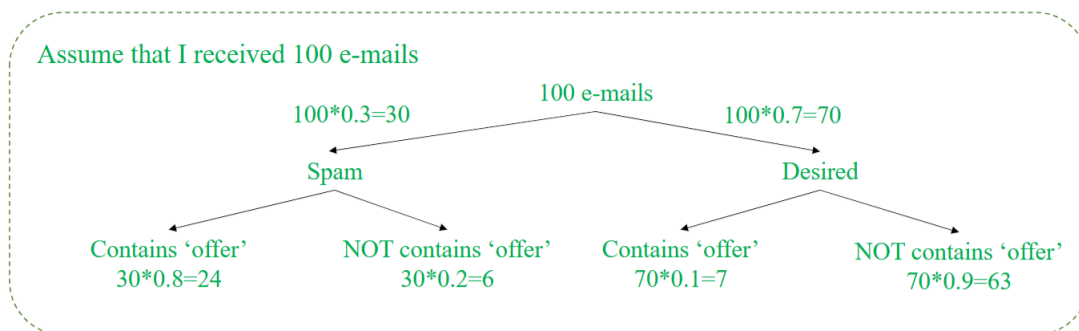 Assume that I received 100 e-mails
100 e-mails
100*0.3=30
100*0.7=70
Spam
Desired
Contains ‘offer’
30*0.8=24
NOT contains ‘offer’
30*0.2=6
Contains ‘offer’
70*0.1=7
NOT contains ‘offer’
70*0.9=63